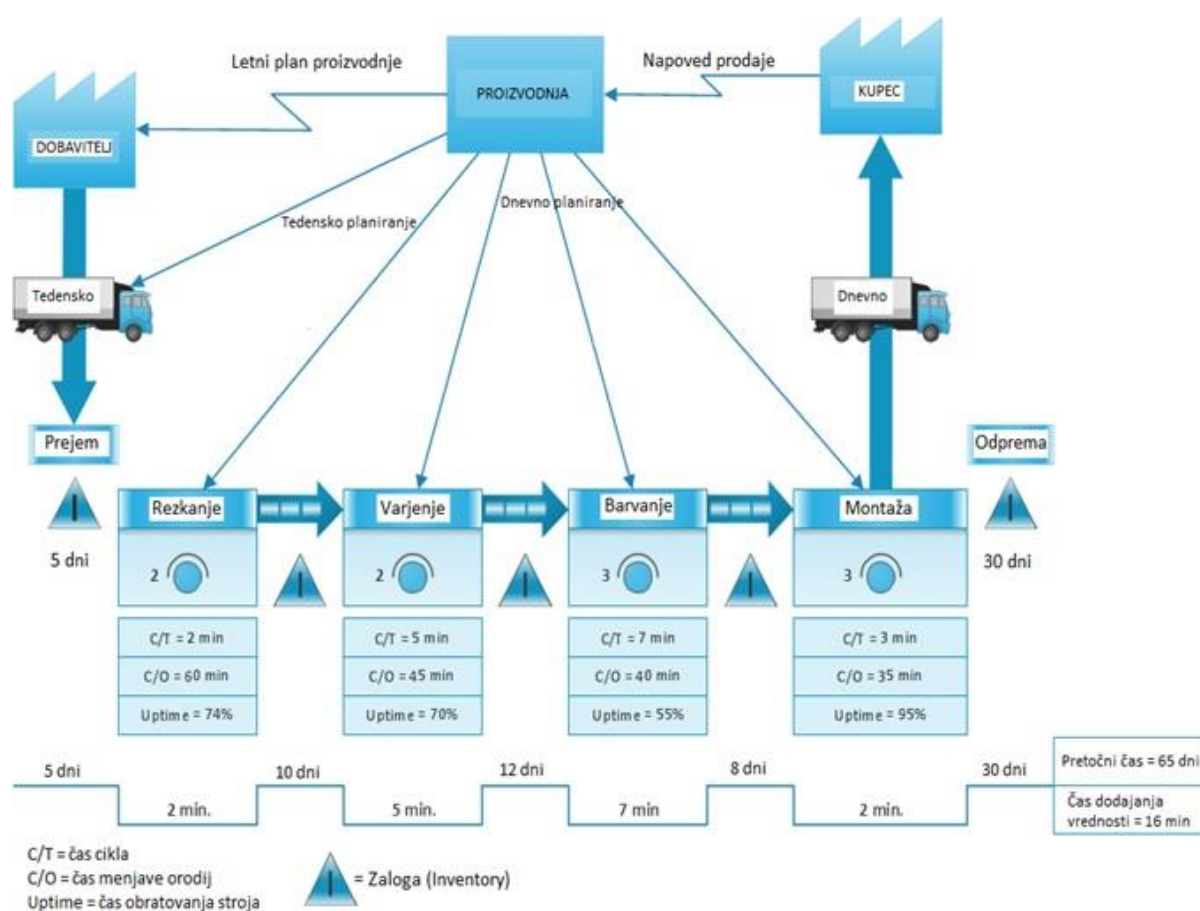 Letni plan proizvodnje
Napoved prodaje
PROIZVODNJA
KUPEC
DOBAVITELJ
Tedensko planiranje
Dnevno planiranje
Tedensko
Dnevno
Prejem
Odprema
Rezkanje
Varjenje
Barvanje
Montaža
5 dni
2
2
3
3
30 dni
C/T = 2 min
C/O = 60 min
Uptime = 74%
C/T = 5 min
C/O = 45 min
Uptime = 70%
C/T = 7 min
C/O = 40 min
Uptime = 55%
C/T = 3 min
C/O = 35 min
Uptime = 95%
5 dni
10 dni
12 dni
8 dni
30 dni
2 min.
5 min.
7 min
2 min.
Pretočni čas = 65 dni
Čas dodajanja
vrednosti = 16 min
C/T = čas cikla
C/O = čas menjave orodij
Uptime = čas obratovanja stroja
I = Zaloga (Inventory)